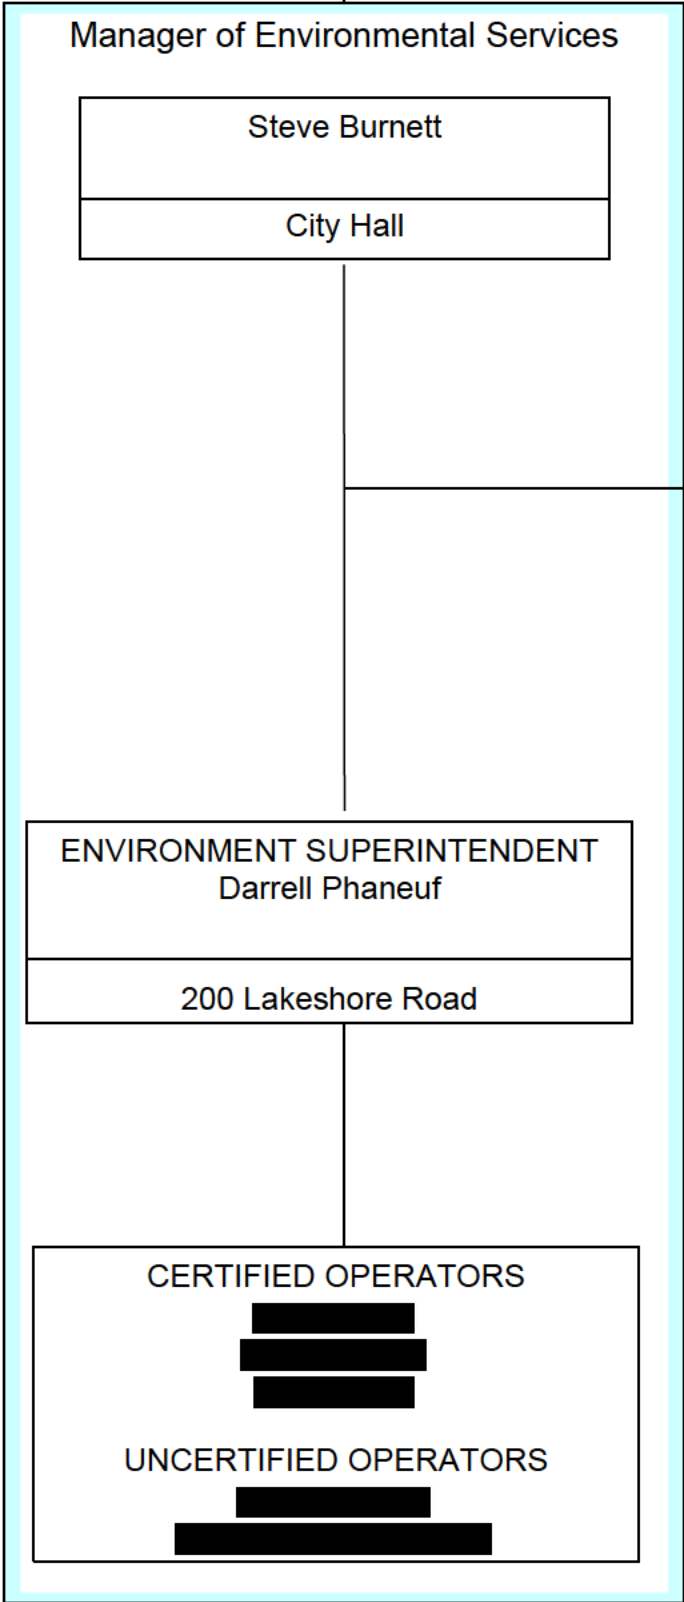 Manager of Environmental Services
Steve Burnett
City Hall
ENVIRONMENT SUPERINTENDENT
Darrell Phaneuf
200 Lakeshore Road
CERTIFIED OPERATORS
UNCERTIFIED OPERATORS